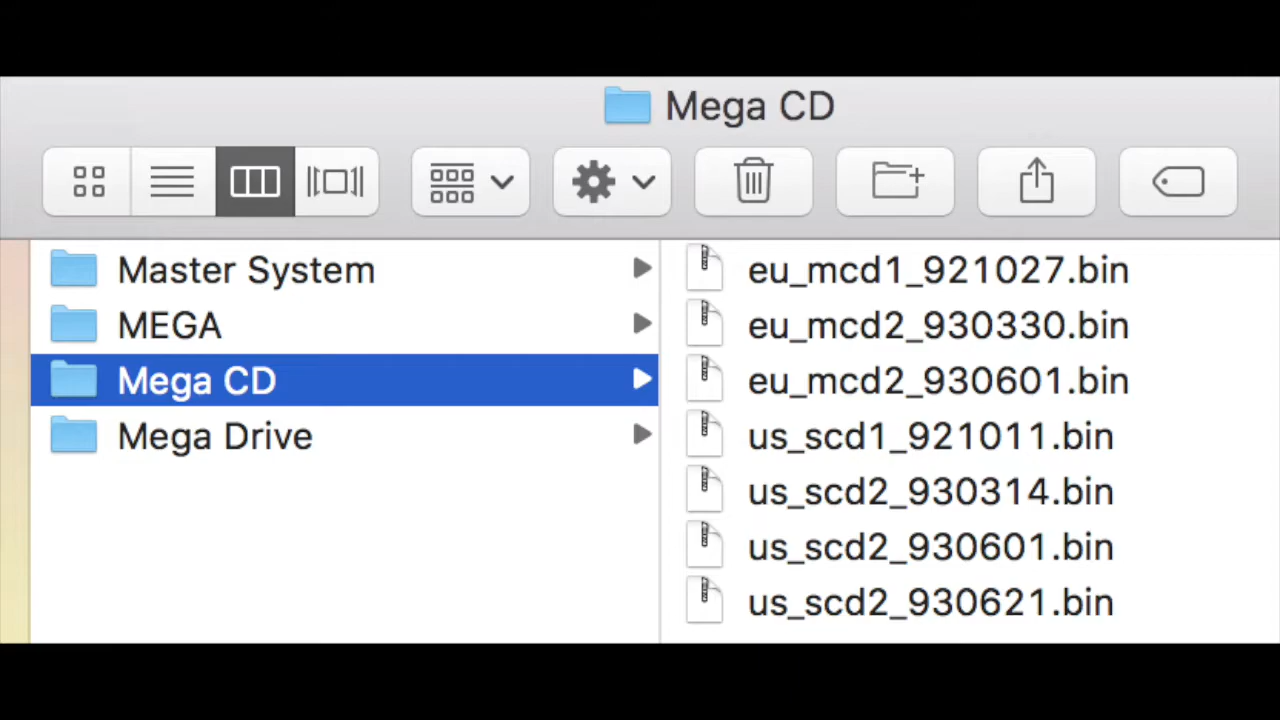 Mega CD
Master System
MEGA
Mega CD
Mega Drive
eu_mcd1_921027.bin
eu_mcd2_930330.bin
eu_mcd2_930601.bin
us_scd1_921011.bin
us_scd2_930314.bin
us_scd2_930601.bin
us_scd2_930621.bin